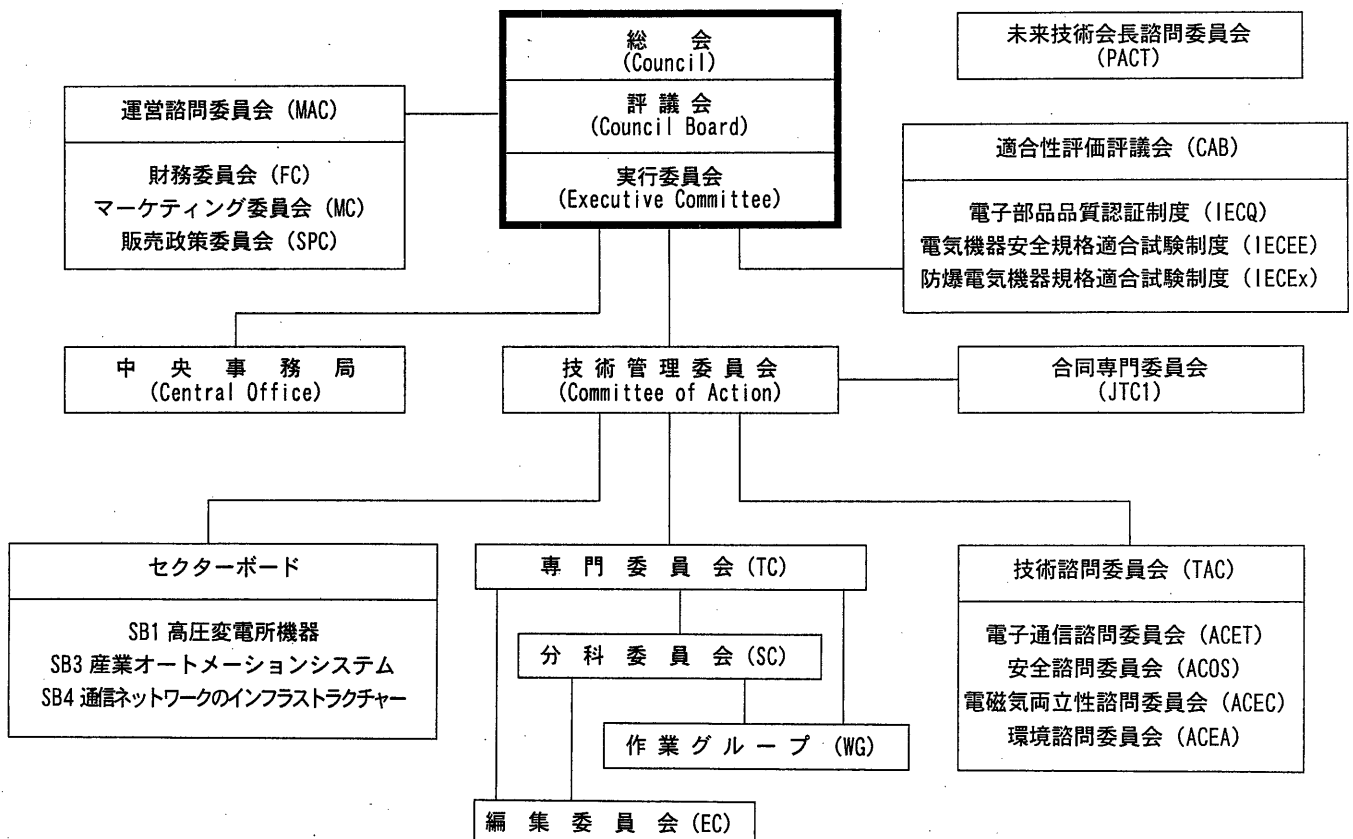 総会
(Council)
評議会
(Council Board)
実行委員会
(Executive Committee)
未来技術会長諮問委員会
(PACT)
運営諮問委員会 (MAC)
財務委員会 (FC)
マーケティング委員会 (MC)
販売政策委員会 (SPC)
適合性評価評議会 (CAB)
電子部品品質認証制度 (IECQ)
電気機器安全規格適合試験制度 (IECEE)
防爆電気機器規格適合試験制度 (IECEx)
中央事務局
(Central Office)
技術管理委員会
(Committee of Action)
合同専門委員会
(JTC1)
セクターボード
SB1 高圧変電所機器
SB3 産業オートメーションシステム
SB4 通信ネットワークのインフラストラクチャー
専門委員会 (TC)
分科委員会 (SC)
作業グループ (WG)
編集委員会 (EC)
技術諮問委員会 (TAC)
電子通信諮問委員会 (ACET)
安全諮問委員会 (ACOS)
電磁気両立性諮問委員会 (ACEC)
環境諮問委員会 (ACEA)